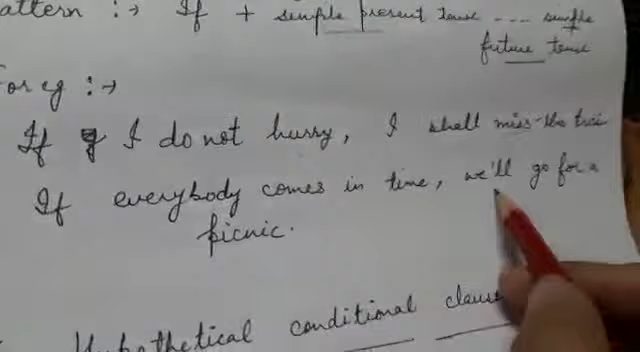 attern :→ If + simple present tense --- simple
future tense
For eg :→
If I do not hurry, I shall miss the trai
If everybody comes in time, we'll go for a
picnic.
Hypothetical conditional clause